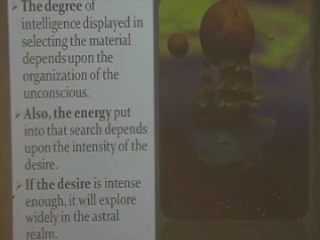 ➢ The degree of
intelligence displayed in
selecting the material
depends upon the
organization of the
unconscious.
➢ Also, the energy put
into that search depends
upon the intensity of the
desire.
➢ If the desire is intense
enough, it will explore
widely in the astral
realm.